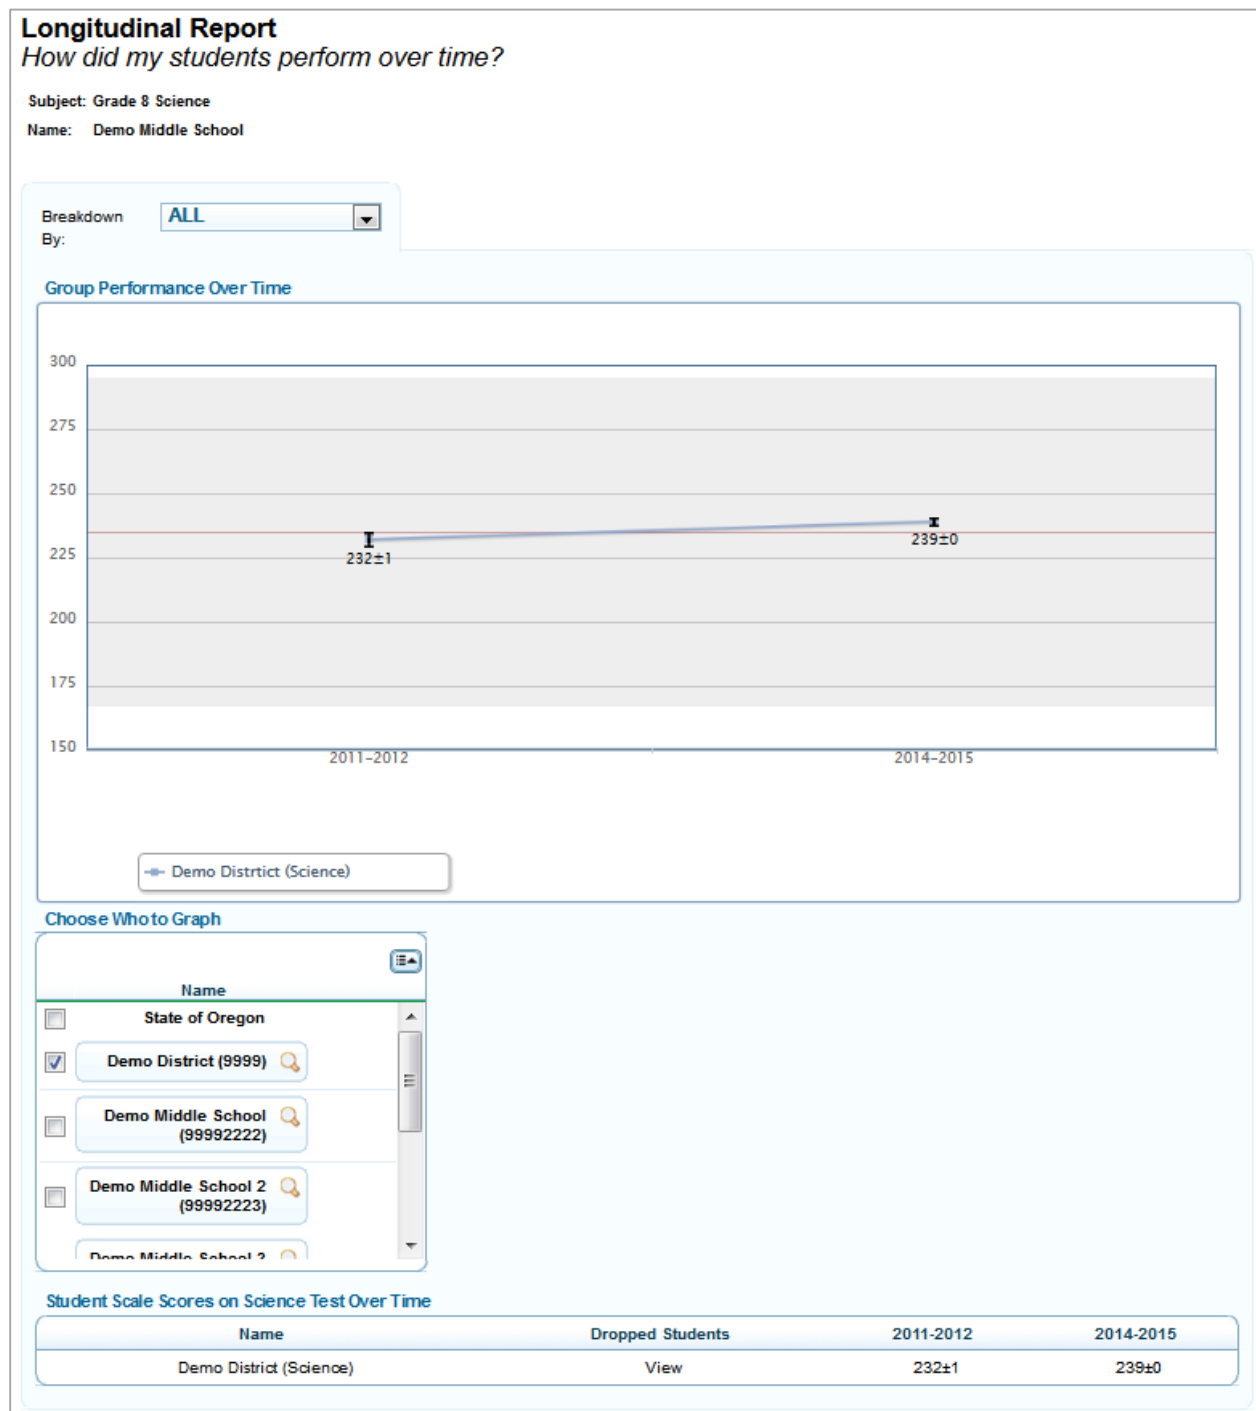 Longitudinal Report
How did my students perform over time?
Subject: Grade 8 Science
Name: Demo Middle School
Breakdown By:
ALL
Group Performance Over Time
300
275
250
225
200
175
150
232±1
239±0
2011-2012
2014-2015
Demo Distrtict (Science)
Choose Who to Graph
Name
State of Oregon
Demo District (9999)
Demo Middle School
(99992222)
Demo Middle School 2
(99992223)
Demo Middle School 3
Student Scale Scores on Science Test Over Time
Name Dropped Students 2011-2012 2014-2015
Demo District (Science) View 232±1 239±0